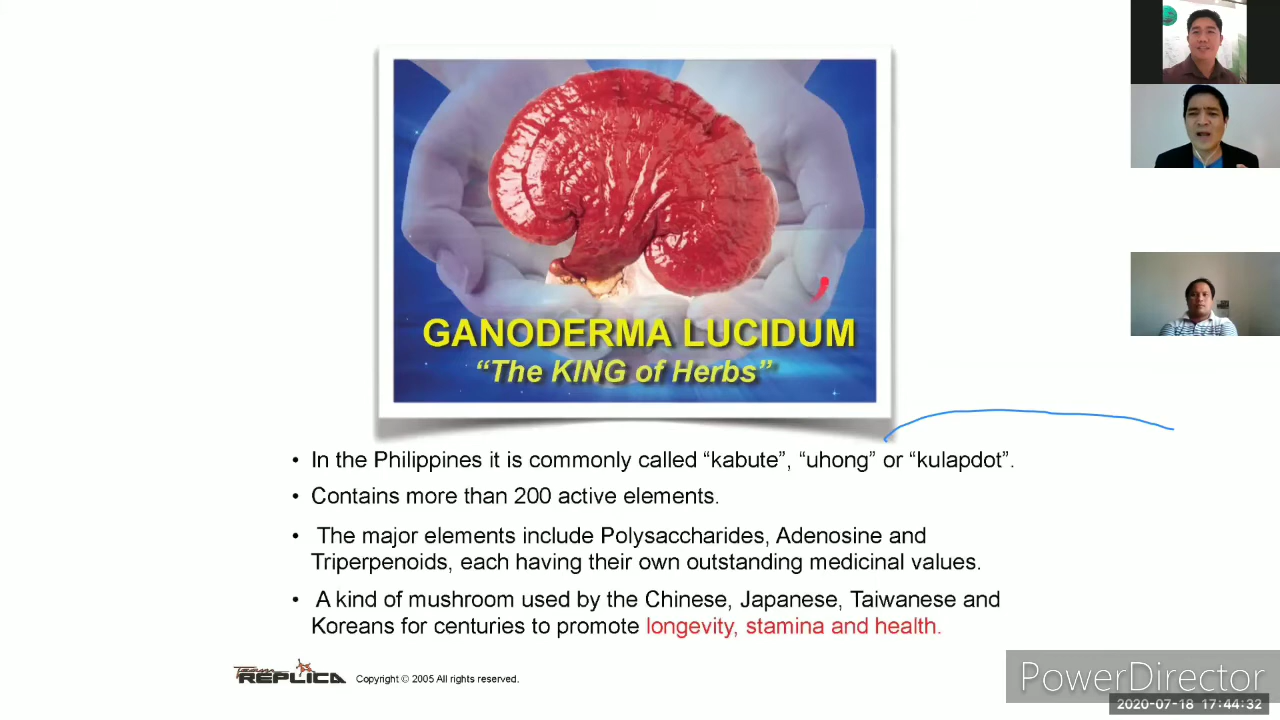 GANODERMA LUCIDUM
“The KING of Herbs”
• In the Philippines it is commonly called “kabute”, “uhong” or “kulapdot”.
• Contains more than 200 active elements.
• The major elements include Polysaccharides, Adenosine and
Triperpenoids, each having their own outstanding medicinal values.
• A kind of mushroom used by the Chinese, Japanese, Taiwanese and
Koreans for centuries to promote longevity, stamina and health.
Team
REPLICA
Copyright © 2005 All rights reserved.
PowerDirector
2020-07-18 17:44:32